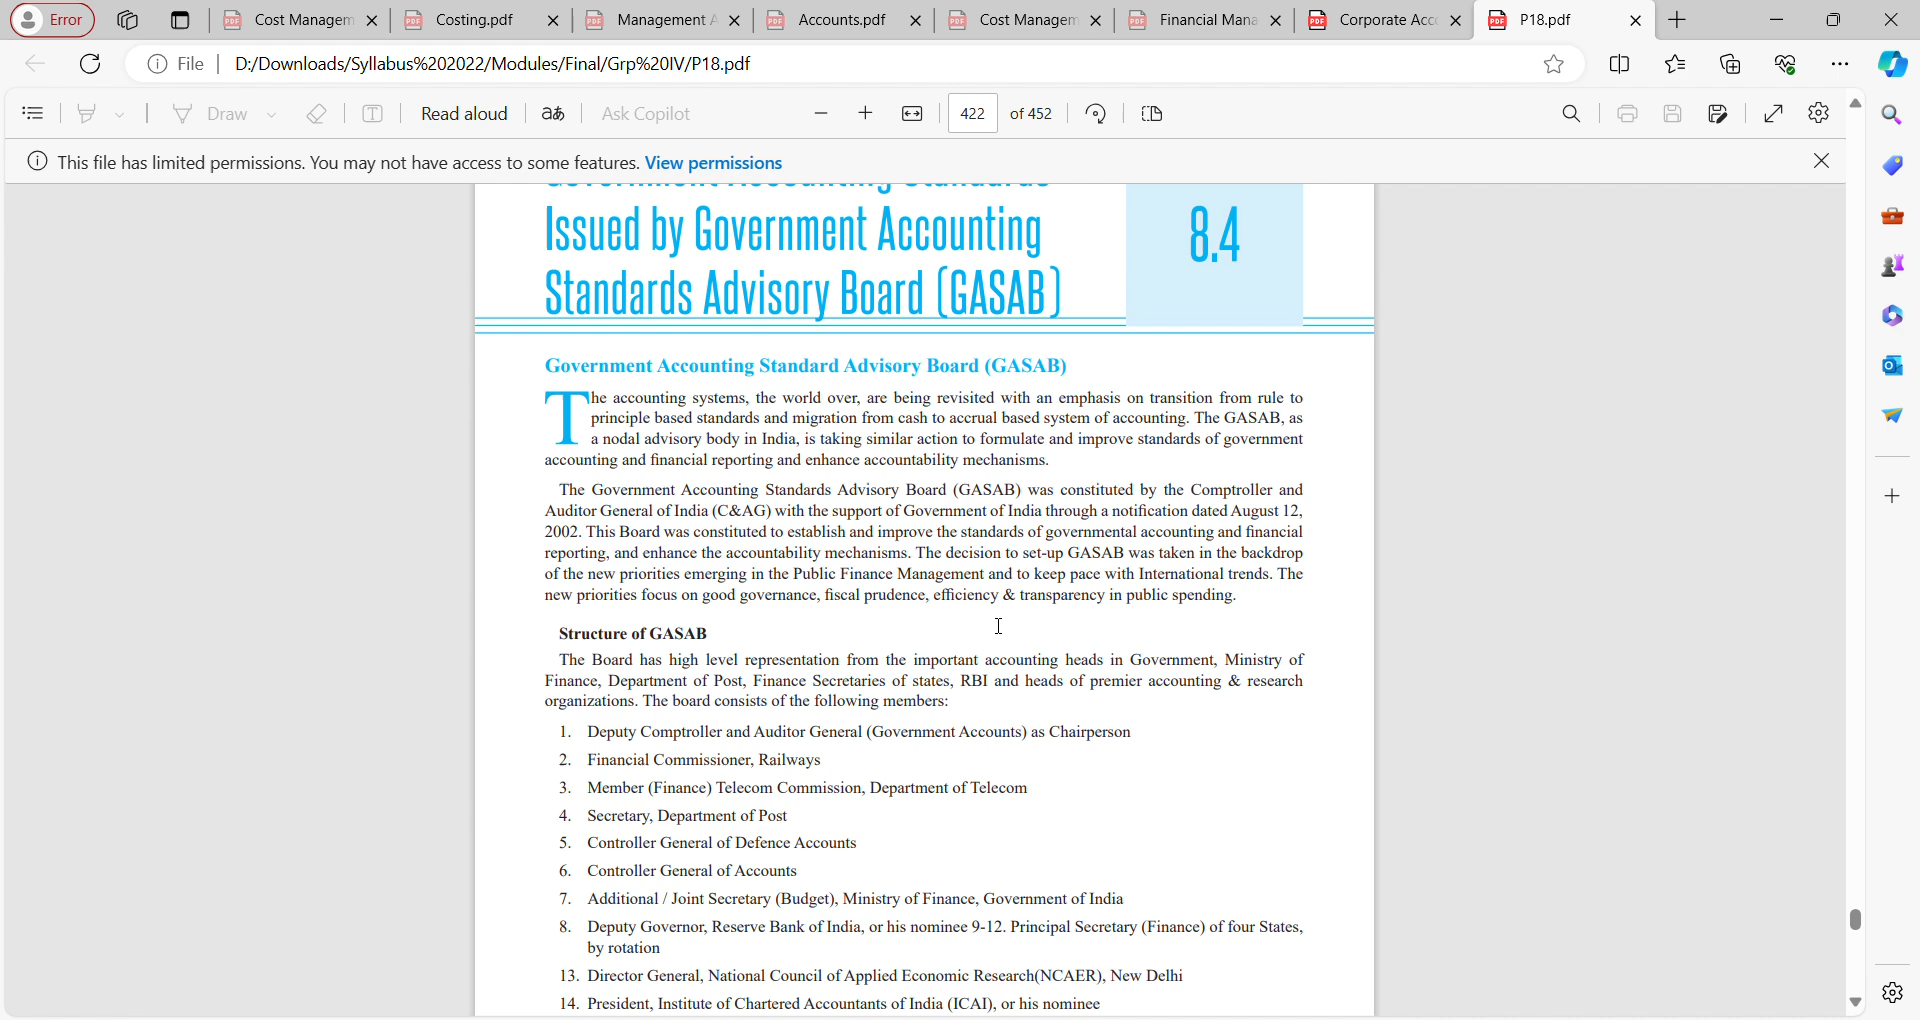 Error
Cost Managem
Costing.pdf
Management A
Accounts.pdf
Cost Managem
Financial Mana
Corporate Acc
P18.pdf
File
D:/Downloads/Syllabus%202022/Modules/Final/Grp%20IV/P18.pdf
Draw
Read aloud
aあ
Ask Copilot
422 of 452
This file has limited permissions. You may not have access to some features. View permissions
Government Accounting Standards
Issued by Government Accounting
Standards Advisory Board (GASAB)
8.4
Government Accounting Standard Advisory Board (GASAB)
The accounting systems, the world over, are being revisited with an emphasis on transition from rule to
principle based standards and migration from cash to accrual based system of accounting. The GASAB, as
a nodal advisory body in India, is taking similar action to formulate and improve standards of government
accounting and financial reporting and enhance accountability mechanisms.
The Government Accounting Standards Advisory Board (GASAB) was constituted by the Comptroller and
Auditor General of India (C&AG) with the support of Government of India through a notification dated August 12,
2002. This Board was constituted to establish and improve the standards of governmental accounting and financial
reporting, and enhance the accountability mechanisms. The decision to set-up GASAB was taken in the backdrop
of the new priorities emerging in the Public Finance Management and to keep pace with International trends. The
new priorities focus on good governance, fiscal prudence, efficiency & transparency in public spending.
Structure of GASAB
The Board has high level representation from the important accounting heads in Government, Ministry of
Finance, Department of Post, Finance Secretaries of states, RBI and heads of premier accounting & research
organizations. The board consists of the following members:
1. Deputy Comptroller and Auditor General (Government Accounts) as Chairperson
2. Financial Commissioner, Railways
3. Member (Finance) Telecom Commission, Department of Telecom
4. Secretary, Department of Post
5. Controller General of Defence Accounts
6. Controller General of Accounts
7. Additional / Joint Secretary (Budget), Ministry of Finance, Government of India
8. Deputy Governor, Reserve Bank of India, or his nominee 9-12. Principal Secretary (Finance) of four States,
by rotation
13. Director General, National Council of Applied Economic Research(NCAER), New Delhi
14. President, Institute of Chartered Accountants of India (ICAI), or his nominee